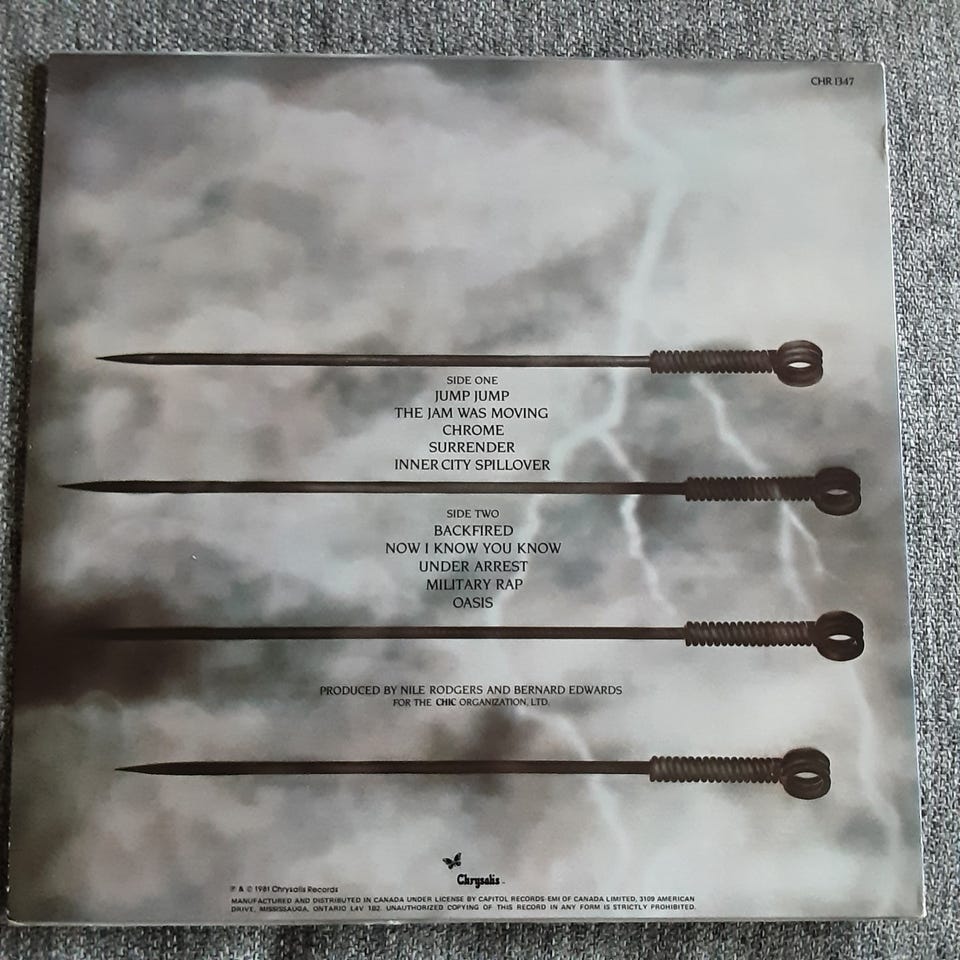 CHR 1347
SIDE ONE
JUMP JUMP
THE JAM WAS MOVING
CHROME
SURRENDER
INNER CITY SPILLOVER
SIDE TWO
BACKFIRED
NOW I KNOW YOU KNOW
UNDER ARREST
MILITARY RAP
OASIS
PRODUCED BY NILE RODGERS AND BERNARD EDWARDS
FOR THE CHIC ORGANIZATION, LTD.
Chrysalis
℗ & © 1981 Chrysalis Records
MANUFACTURED AND DISTRIBUTED IN CANADA UNDER LICENSE BY CAPITOL RECORDS-EMI OF CANADA LIMITED, 3109 AMERICAN
DRIVE, MISSISSAUGA, ONTARIO L4V 1B2. UNAUTHORIZED COPYING OF THIS RECORD IN ANY FORM IS STRICTLY PROHIBITED.